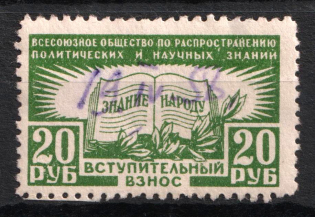 ВСЕСОЮЗНОЕ ОБЩЕСТВО ПО РАСПРОСТРАНЕНИЮ
ПОЛИТИЧЕСКИХ И НАУЧНЫХ ЗНАНИЙ
ЗНАНИЕ НАРОДУ
20 РУБ
ВСТУПИТЕЛЬНЫЙ
ВЗНОС
20 РУБ